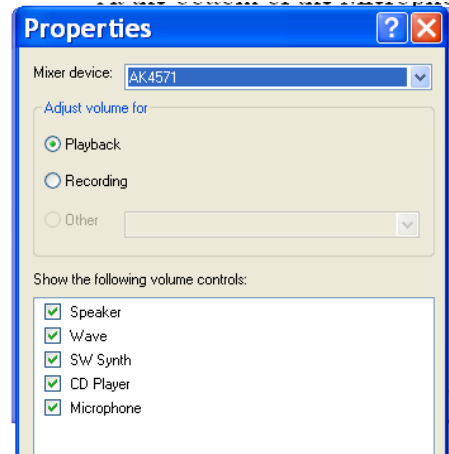 Properties
Mixer device: AK4571
Adjust volume for
Playback
Recording
Other
Show the following volume controls:
Speaker
Wave
SW Synth
CD Player
Microphone